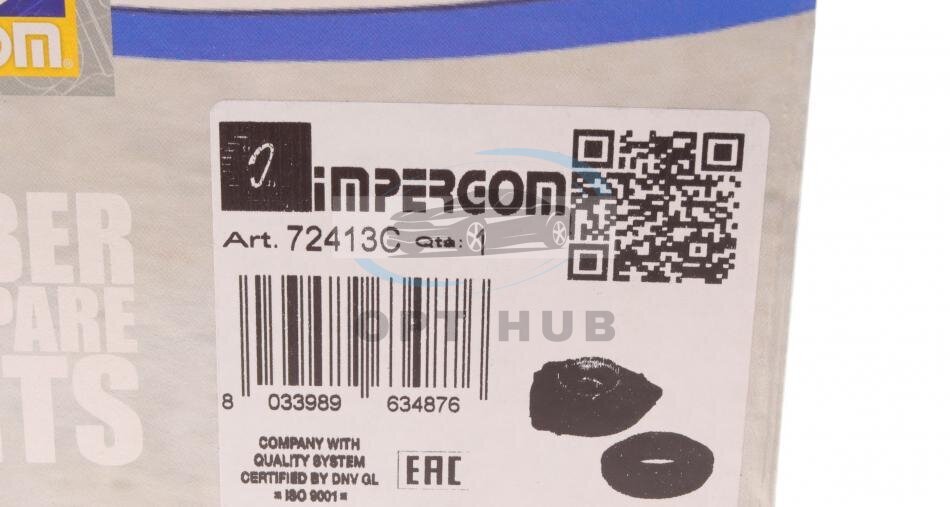 om®
IMPERGOM
Art. 72413C Qtà: 1
OPT HUB
8 033989 634876
COMPANY WITH
QUALITY SYSTEM
CERTIFIED BY DNV GL
* ISO 9001 *
EAC
BER
PARE
TS